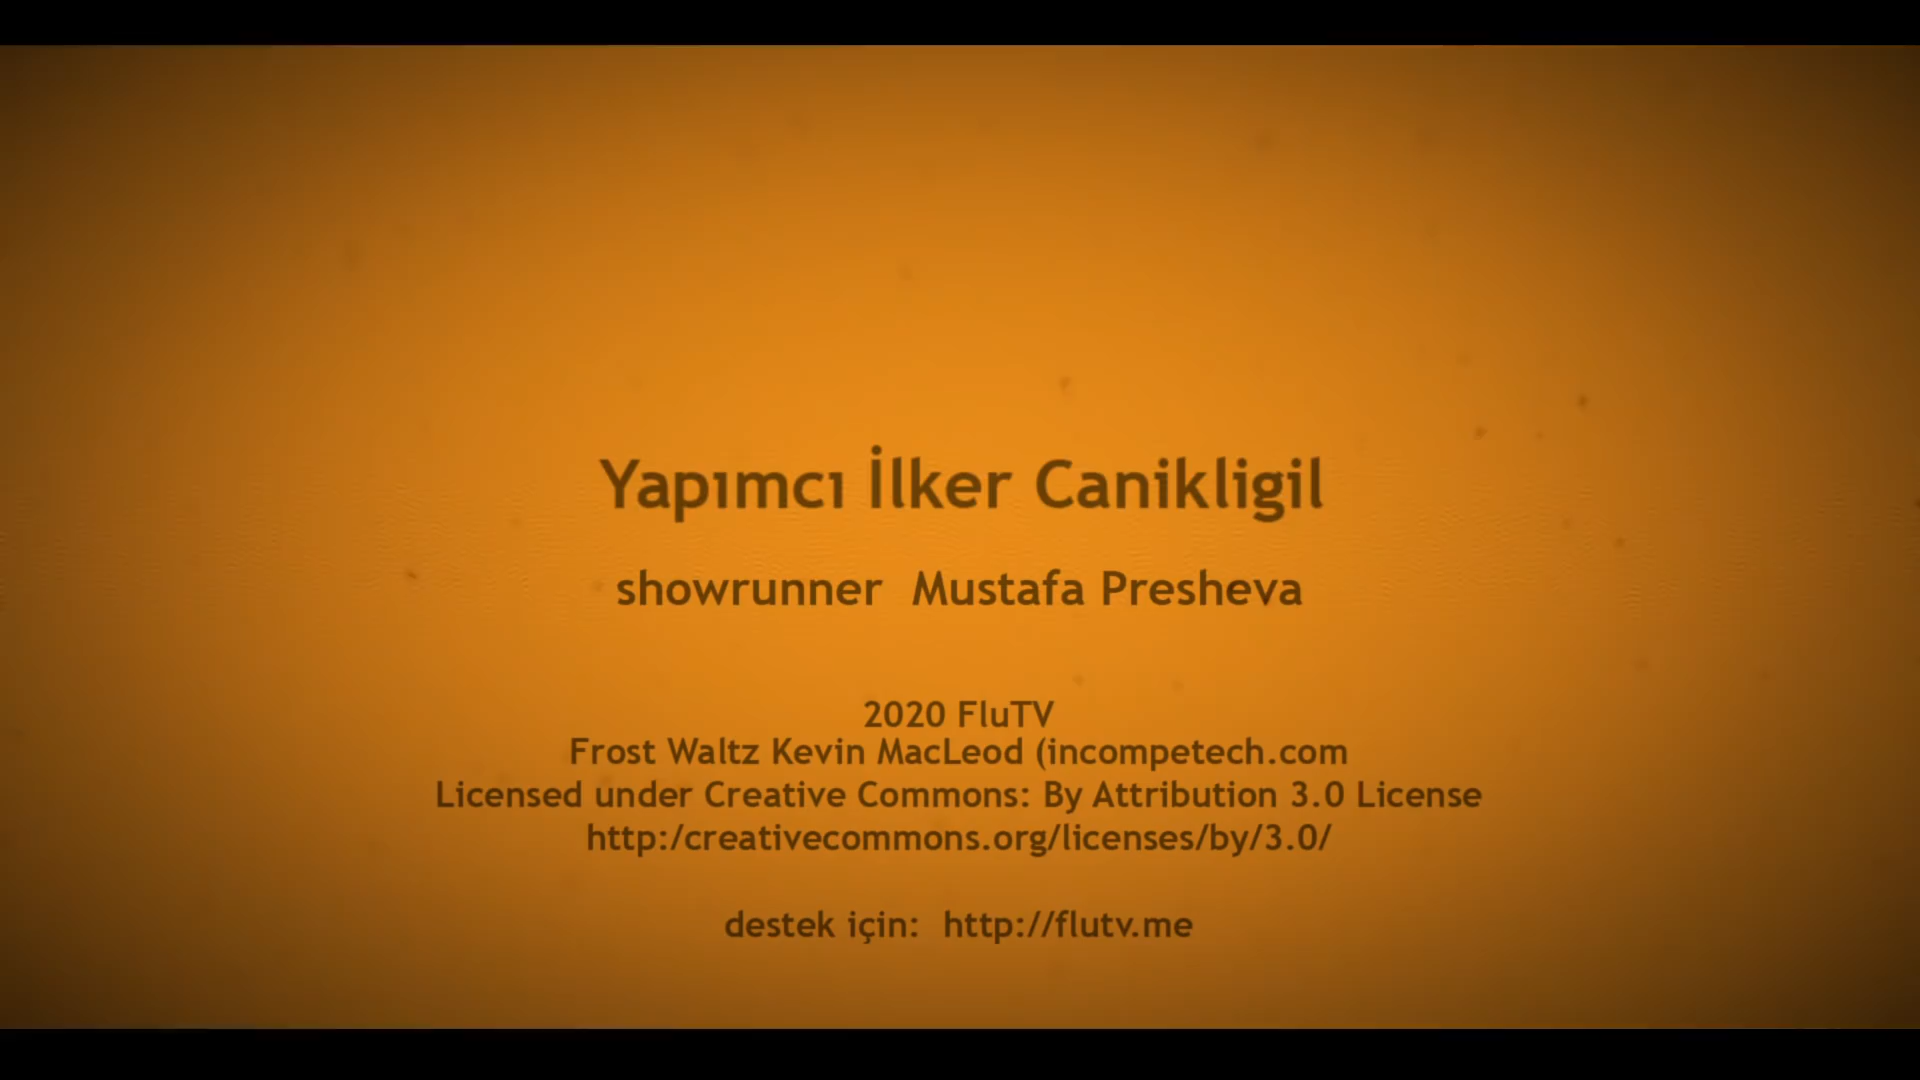 Yapımcı İlker Canikligil
showrunner Mustafa Presheva
2020 FluTV
Frost Waltz Kevin MacLeod (incompetech.com
Licensed under Creative Commons: By Attribution 3.0 License
http:/creativecommons.org/licenses/by/3.0/
destek için: http://flutv.me